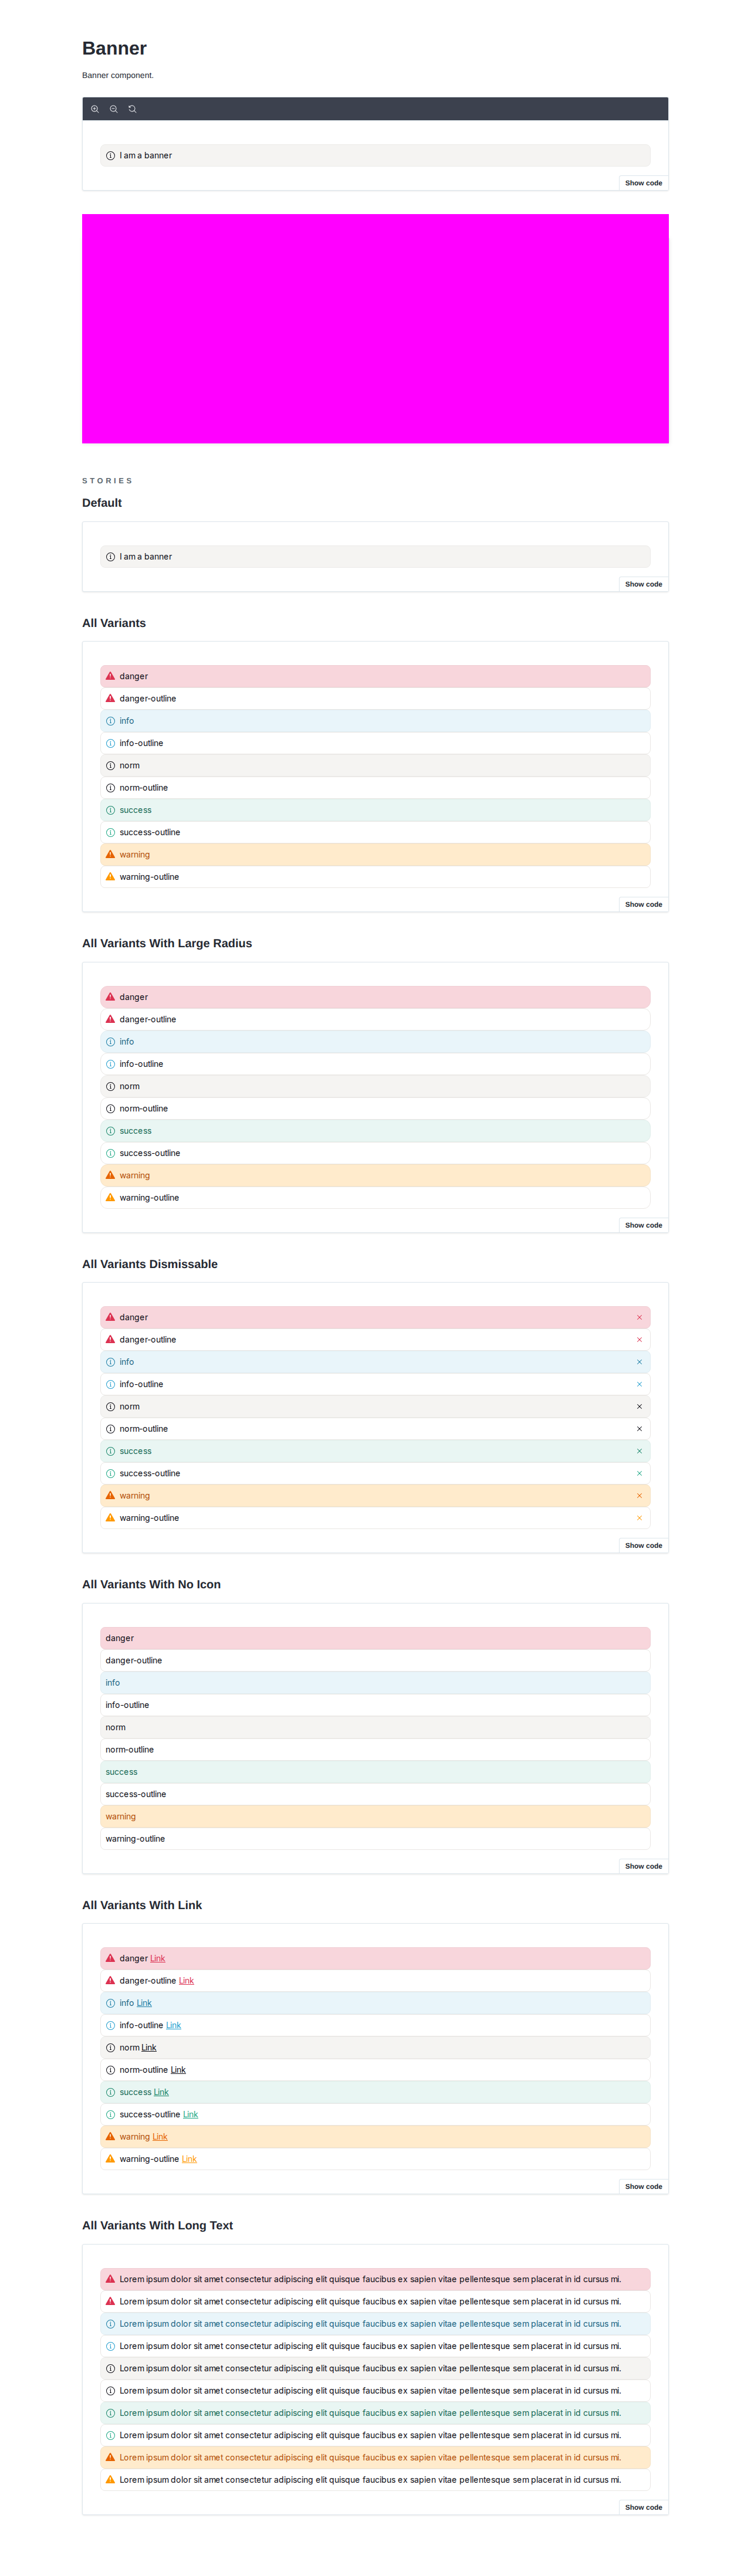 Banner
Banner component.
I am a banner
Show code
STORIES
Default
I am a banner
Show code
All Variants
danger
danger-outline
info
info-outline
norm
norm-outline
success
success-outline
warning
warning-outline
Show code
All Variants With Large Radius
danger
danger-outline
info
info-outline
norm
norm-outline
success
success-outline
warning
warning-outline
Show code
All Variants Dismissable
danger
danger-outline
info
info-outline
norm
norm-outline
success
success-outline
warning
warning-outline
Show code
All Variants With No Icon
danger
danger-outline
info
info-outline
norm
norm-outline
success
success-outline
warning
warning-outline
Show code
All Variants With Link
danger Link
danger-outline Link
info Link
info-outline Link
norm Link
norm-outline Link
success Link
success-outline Link
warning Link
warning-outline Link
Show code
All Variants With Long Text
Lorem ipsum dolor sit amet consectetur adipiscing elit quisque faucibus ex sapien vitae pellentesque sem placerat in id cursus mi.
Lorem ipsum dolor sit amet consectetur adipiscing elit quisque faucibus ex sapien vitae pellentesque sem placerat in id cursus mi.
Lorem ipsum dolor sit amet consectetur adipiscing elit quisque faucibus ex sapien vitae pellentesque sem placerat in id cursus mi.
Lorem ipsum dolor sit amet consectetur adipiscing elit quisque faucibus ex sapien vitae pellentesque sem placerat in id cursus mi.
Lorem ipsum dolor sit amet consectetur adipiscing elit quisque faucibus ex sapien vitae pellentesque sem placerat in id cursus mi.
Lorem ipsum dolor sit amet consectetur adipiscing elit quisque faucibus ex sapien vitae pellentesque sem placerat in id cursus mi.
Lorem ipsum dolor sit amet consectetur adipiscing elit quisque faucibus ex sapien vitae pellentesque sem placerat in id cursus mi.
Lorem ipsum dolor sit amet consectetur adipiscing elit quisque faucibus ex sapien vitae pellentesque sem placerat in id cursus mi.
Lorem ipsum dolor sit amet consectetur adipiscing elit quisque faucibus ex sapien vitae pellentesque sem placerat in id cursus mi.
Lorem ipsum dolor sit amet consectetur adipiscing elit quisque faucibus ex sapien vitae pellentesque sem placerat in id cursus mi.
Show code